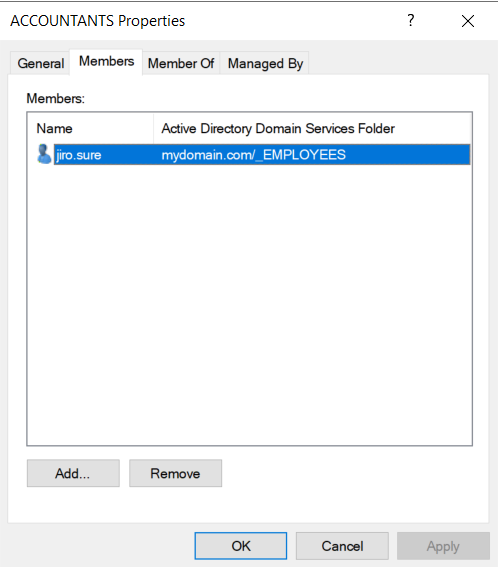 ACCOUNTANTS Properties ?
General Members Member Of Managed By
Members:
Name Active Directory Domain Services Folder
jiro.sure mydomain.com/_EMPLOYEES
Add... Remove
OK Cancel Apply